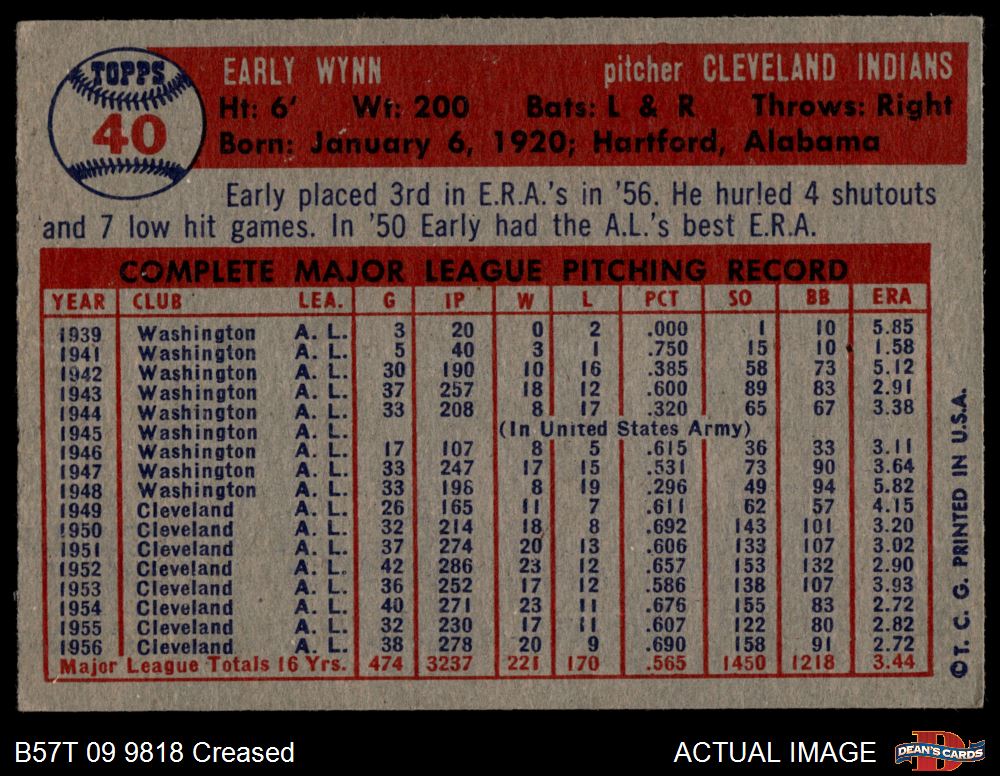 TOPPS
40
EARLY WYNN pitcher CLEVELAND INDIANS
Ht: 6' Wt: 200 Bats: L & R Throws: Right
Born: January 6, 1920; Hartford, Alabama
Early placed 3rd in E.R.A.'s in '56. He hurled 4 shutouts
and 7 low hit games. In '50 Early had the A.L.'s best E.R.A.
COMPLETE MAJOR LEAGUE PITCHING RECORD
YEAR CLUB LEA. G IP W L PCT SO BB ERA
1939 Washington A. L. 3 20 0 2 .000 1 10 5.85
1941 Washington A. L. 5 40 3 1 .750 15 10 1.58
1942 Washington A. L. 30 190 10 16 .385 58 73 5.12
1943 Washington A. L. 37 257 18 12 .600 89 83 2.91
1944 Washington A. L. 33 208 8 17 .320 65 67 3.38
1945 Washington A. L. (In United States Army)
1946 Washington A. L. 17 107 8 5 .615 36 33 3.11
1947 Washington A. L. 33 247 17 15 .531 73 90 3.64
1948 Washington A. L. 33 198 8 19 .296 49 94 5.82
1949 Cleveland A. L. 26 165 11 7 .611 62 57 4.15
1950 Cleveland A. L. 32 214 18 8 .692 143 101 3.20
1951 Cleveland A. L. 37 274 20 13 .606 133 107 3.02
1952 Cleveland A. L. 42 286 23 12 .657 153 132 2.90
1953 Cleveland A. L. 36 252 17 12 .586 138 107 3.93
1954 Cleveland A. L. 40 271 23 11 .676 155 83 2.72
1955 Cleveland A. L. 32 230 17 11 .607 122 80 2.82
1956 Cleveland A. L. 38 278 20 9 .690 158 91 2.72
Major League Totals 16 Yrs. 474 3237 221 170 .565 1450 1218 3.44
©T. C. G. PRINTED IN U.S.A.
B57T 09 9818 Creased ACTUAL IMAGE
D
DEAN'S CARDS